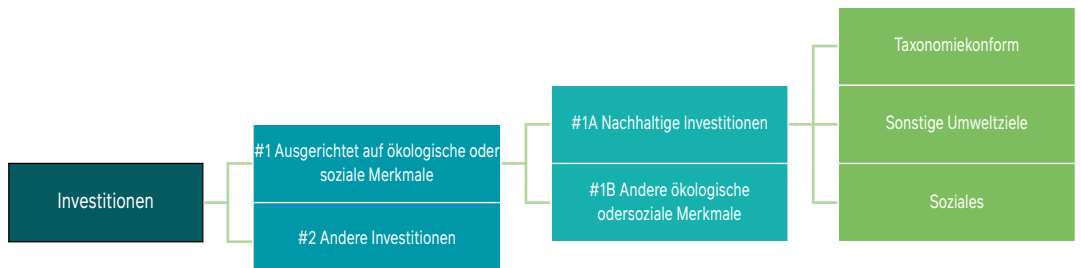 Investitionen
#1 Ausgerichtet auf ökologische oder
soziale Merkmale
#2 Andere Investitionen
#1A Nachhaltige Investitionen
#1B Andere ökologische
odersoziale Merkmale
Taxonomiekonform
Sonstige Umweltziele
Soziales